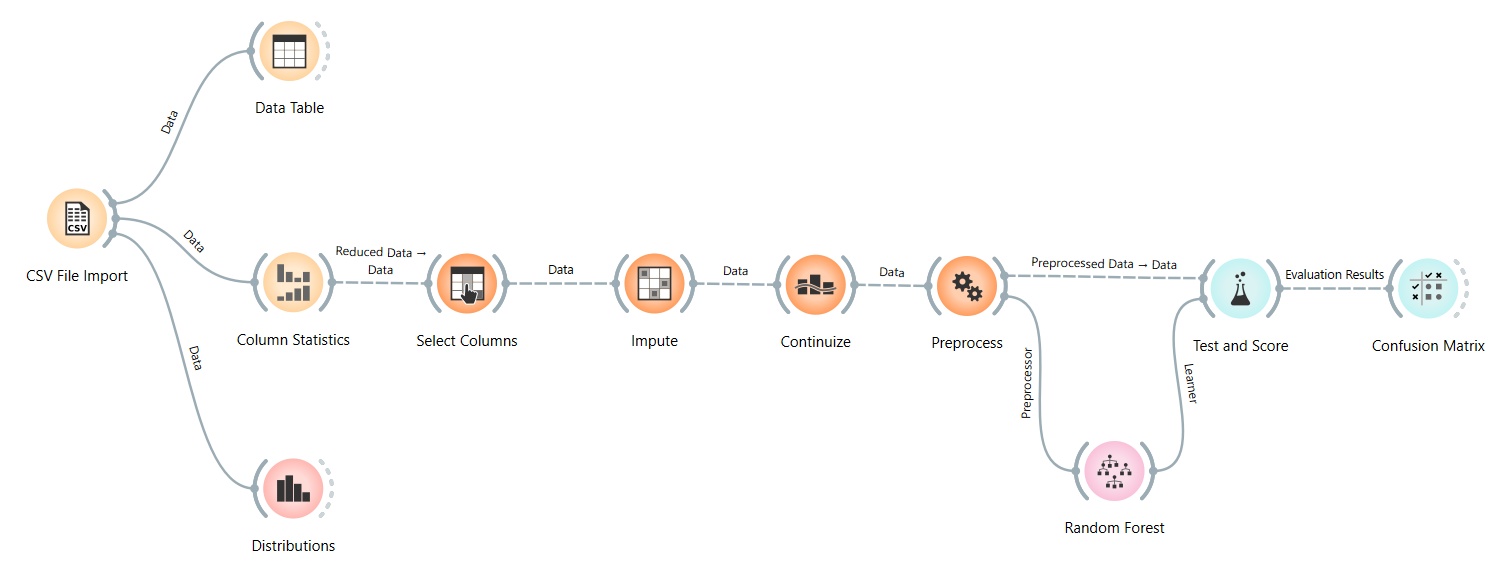 Data Table
Data
CSV
CSV File Import
Data
Reduced Data →
Data
Data
Data
Data
Preprocessed Data → Data
Evaluation Results
Column Statistics
Select Columns
Impute
Continuize
Preprocess
Test and Score
Confusion Matrix
Data
Preprocessor
Learner
Random Forest
Distributions